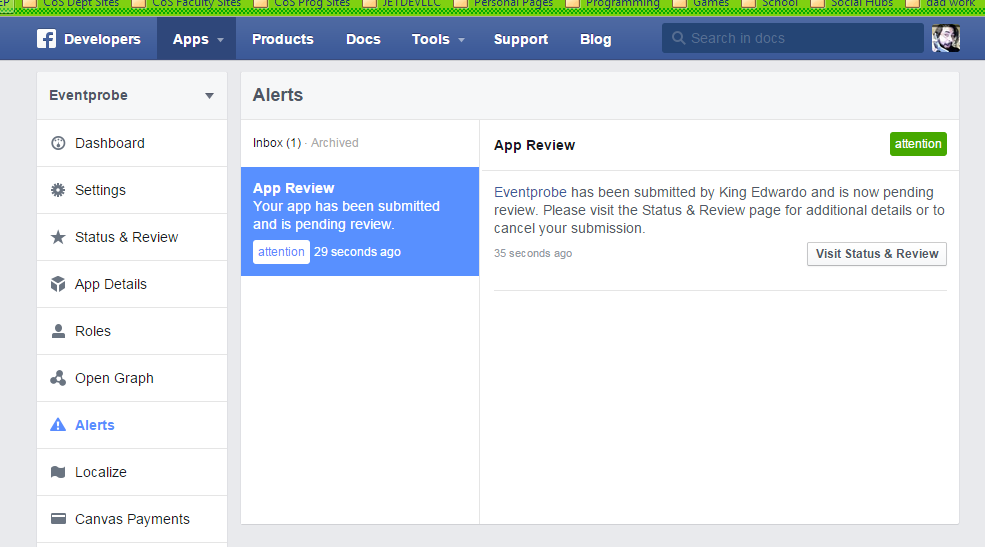 CoS Dept Sites CoS Faculty Sites CoS Prog Sites JETDEVLLC Personal Pages Programming Games School Social Hubs dad work
Developers Apps Products Docs Tools Support Blog Search in docs
Eventprobe
Dashboard
Settings
Status & Review
App Details
Roles
Open Graph
Alerts
Localize
Canvas Payments
Alerts
Inbox (1) · Archived
App Review
Your app has been submitted
and is pending review.
attention 29 seconds ago
App Review attention
Eventprobe has been submitted by King Edwardo and is now pending
review. Please visit the Status & Review page for additional details or to
cancel your submission.
35 seconds ago Visit Status & Review